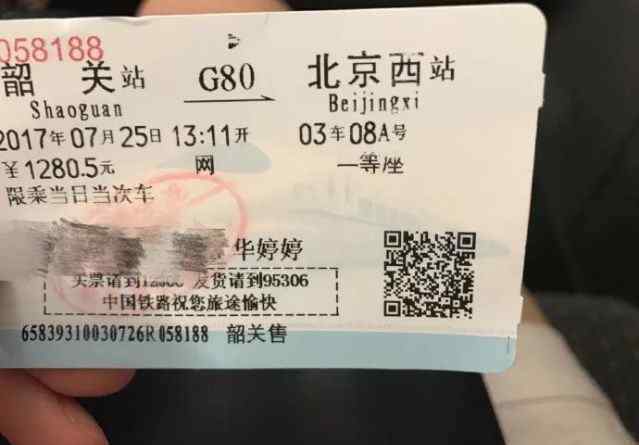 058188
韶 关 站 G80 北京西 站
Shaoguan Beijingxi
2017年07月25日 13:11开 03车08A号
￥1280.5元 网 一等座
限乘当日当次车
华婷婷
买票请到12306 发货请到95306
中国铁路祝您旅途愉快
65839310030726R058188 韶关售